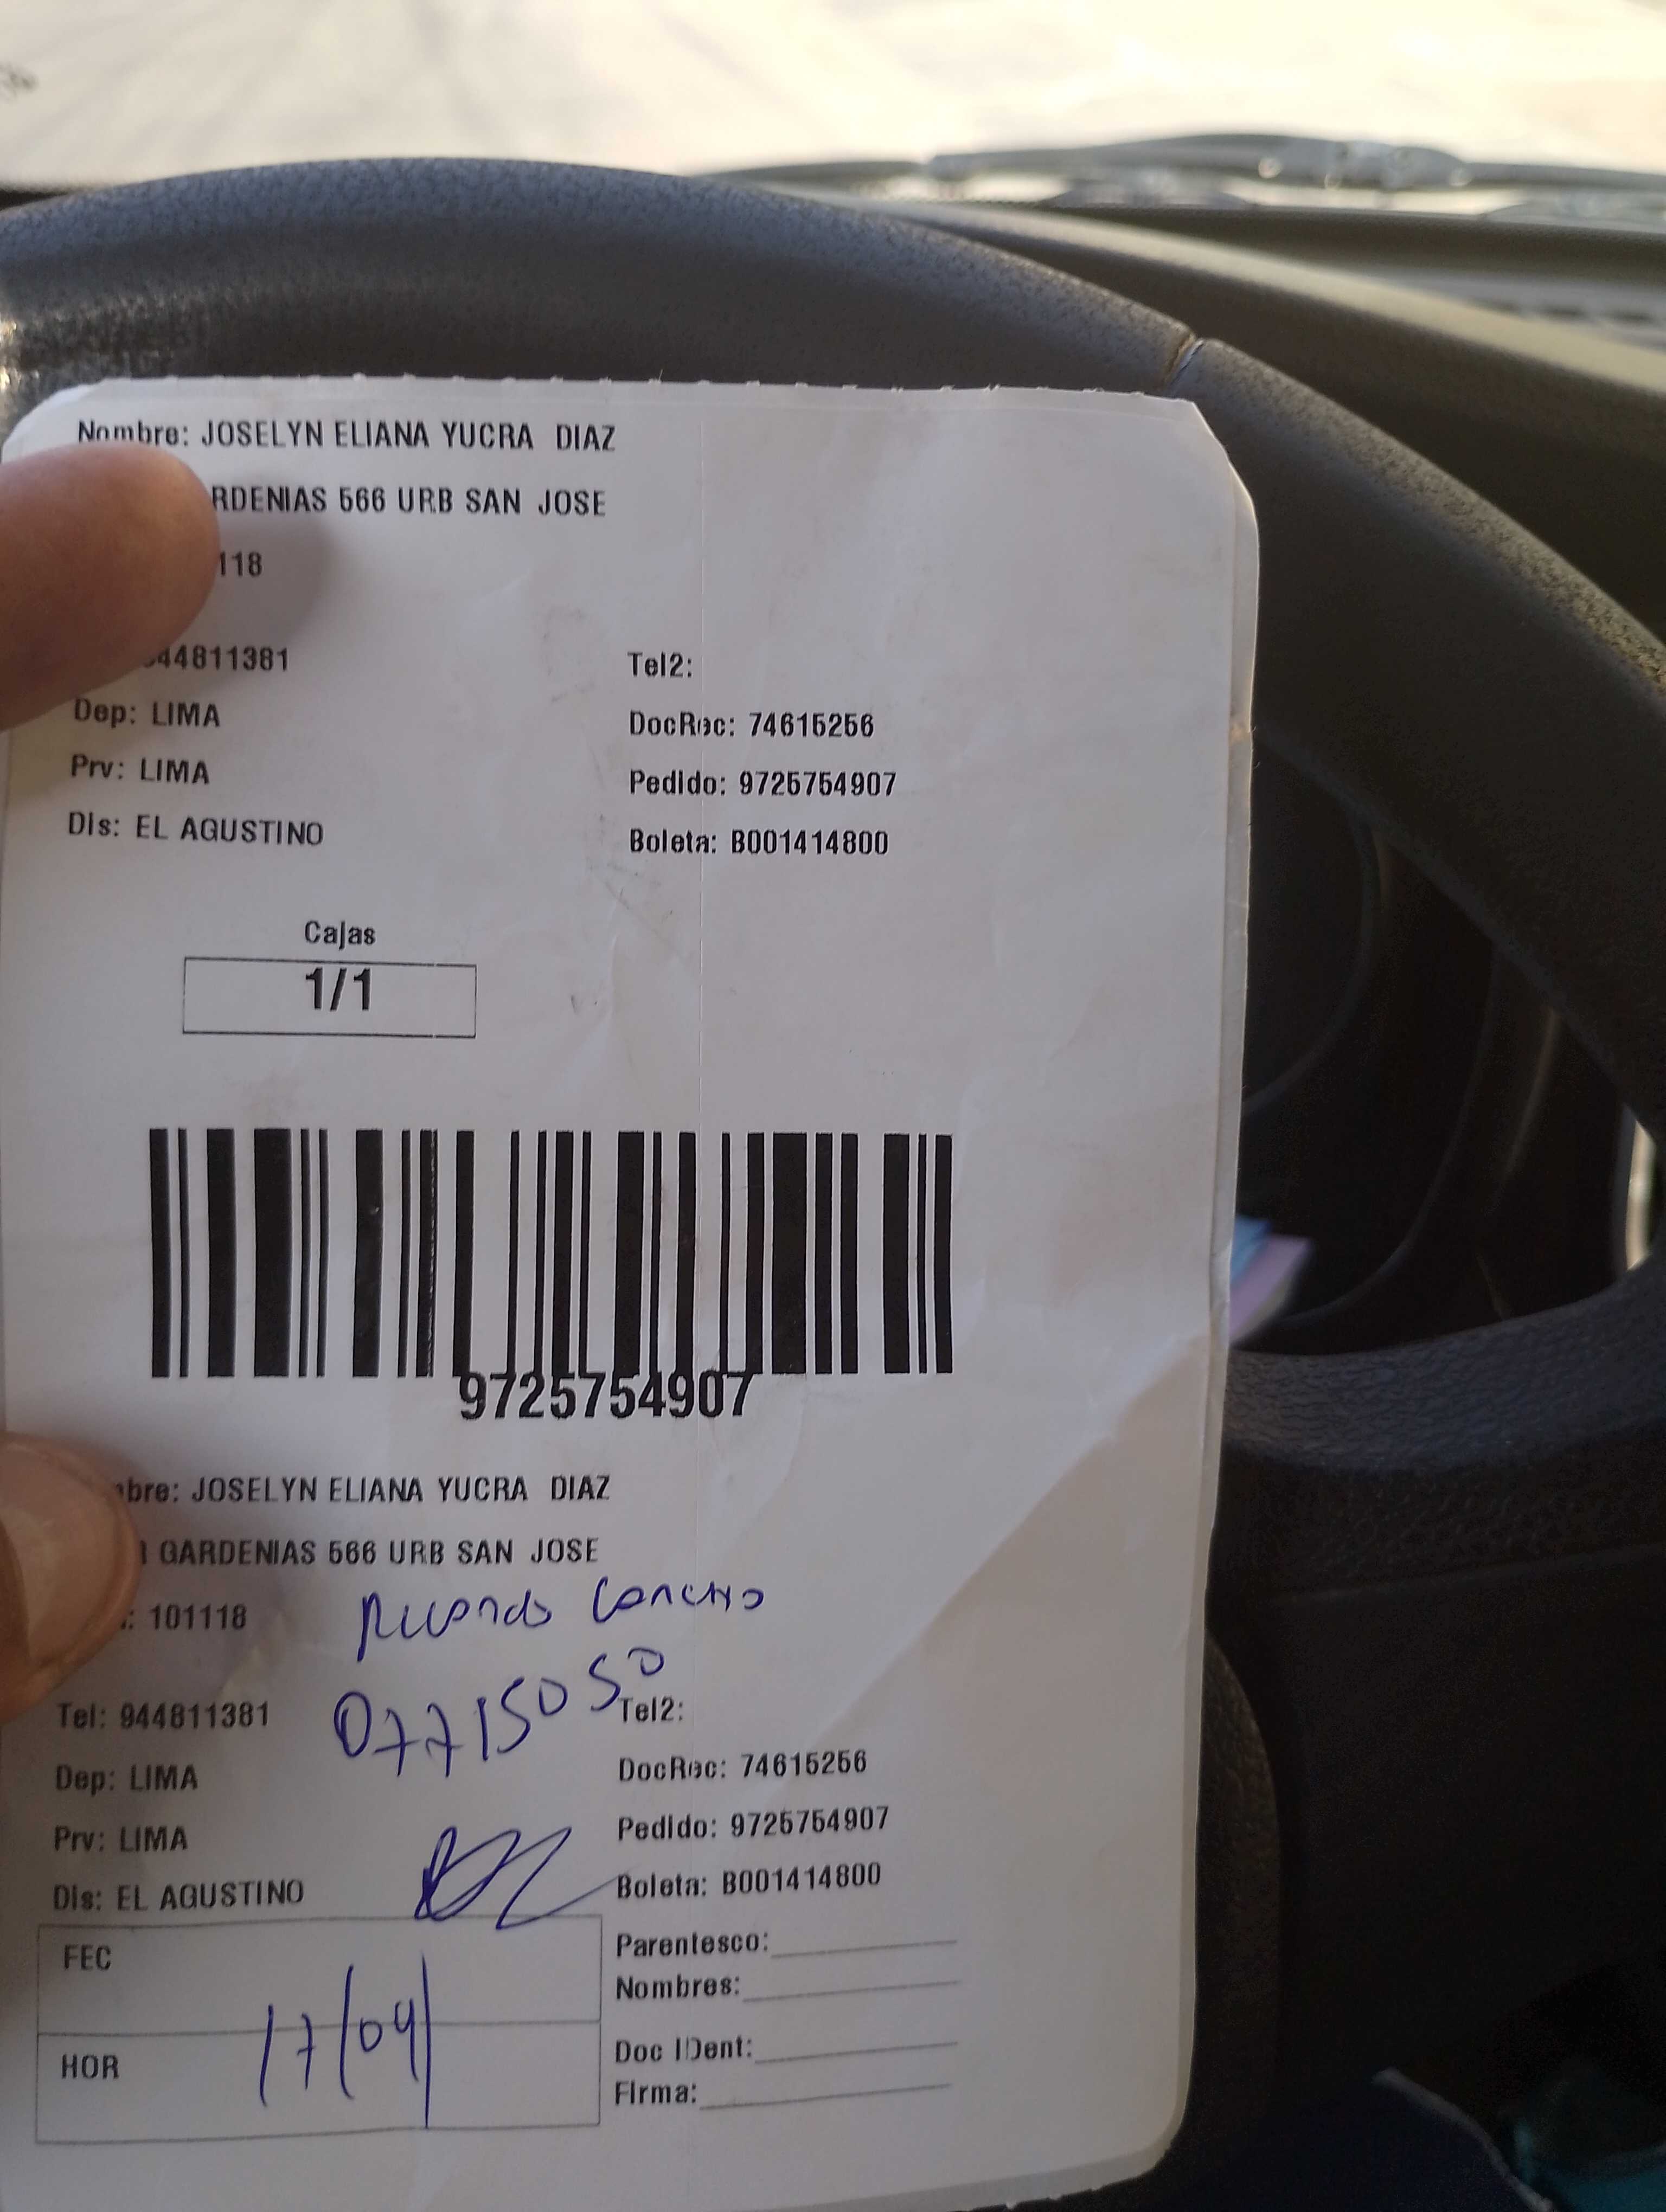 Nombre: JOSELYN ELIANA YUCRA DIAZ
RDENIAS 566 URB SAN JOSE
118
44811381
Tel2:
Dep: LIMA
DocRec: 74615256
Prv: LIMA
Pedido: 9725754907
Dis: EL AGUSTINO
Boleta: B001414800
Cajas
1/1
9725754907
bre: JOSELYN ELIANA YUCRA DIAZ
GARDENIAS 566 URB SAN JOSE
: 101118
07715050
Tel: 944811381
Tel2:
Dep: LIMA
DocRec: 74615256
Prv: LIMA
Pedido: 9725754907
Dis: EL AGUSTINO
Boleta: B001414800
FEC
17/04/
HOR
Parentesco:
Nombres:
Doc IDent:
Firma: